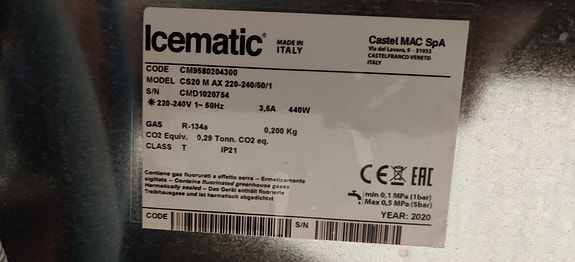 Icematic® MADE IN ITALY
Castel MAC SpA
Via del Lavoro, 9 - 31033
CASTELFRANCO VENETO
ITALY
CODE CM9580204300
MODEL CS20 M AX 220-240/50/1
S/N CMD1020754
220-240V 1~ 50Hz 3,5A 440W
GAS R-134a 0,200 Kg
CO2 Equiv. 0,29 Tonn. CO2 eq.
CLASS T IP21
Contiene gas fluorurati a effetto serra - Ermeticamente
sigillato - Contains fluorinated greenhouse gases
Hermetically sealed - Das Gerät enthält fluoriert
Treibhausgase und ist hermetisch abgedichtet
CE EAC
min 0,1 MPa (1bar)
Max 0,5 MPa (5bar)
YEAR: 2020
CODE S/N